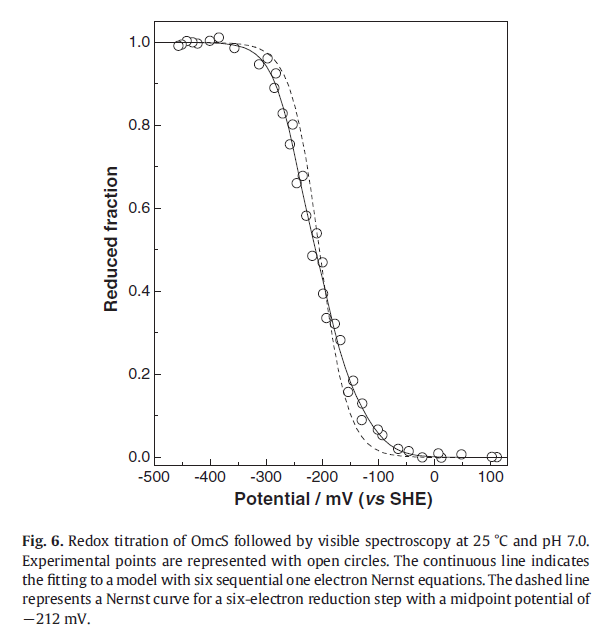 1.0
0.8
0.6
0.4
0.2
0.0
Reduced fraction
-500 -400 -300 -200 -100 0 100
Potential / mV (vs SHE)
Fig. 6. Redox titration of OmcS followed by visible spectroscopy at 25 °C and pH 7.0.
Experimental points are represented with open circles. The continuous line indicates
the fitting to a model with six sequential one electron Nernst equations. The dashed line
represents a Nernst curve for a six-electron reduction step with a midpoint potential of
−212 mV.